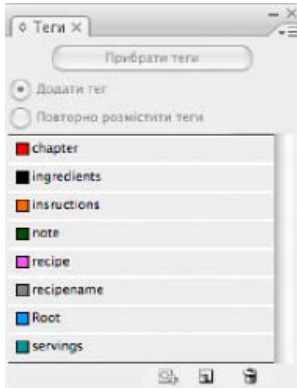 Теги
Прибрати теги
Додати тег
Повторно розмістити теги
chapter
ingredients
insructions
note
recipe
recipename
Root
servings